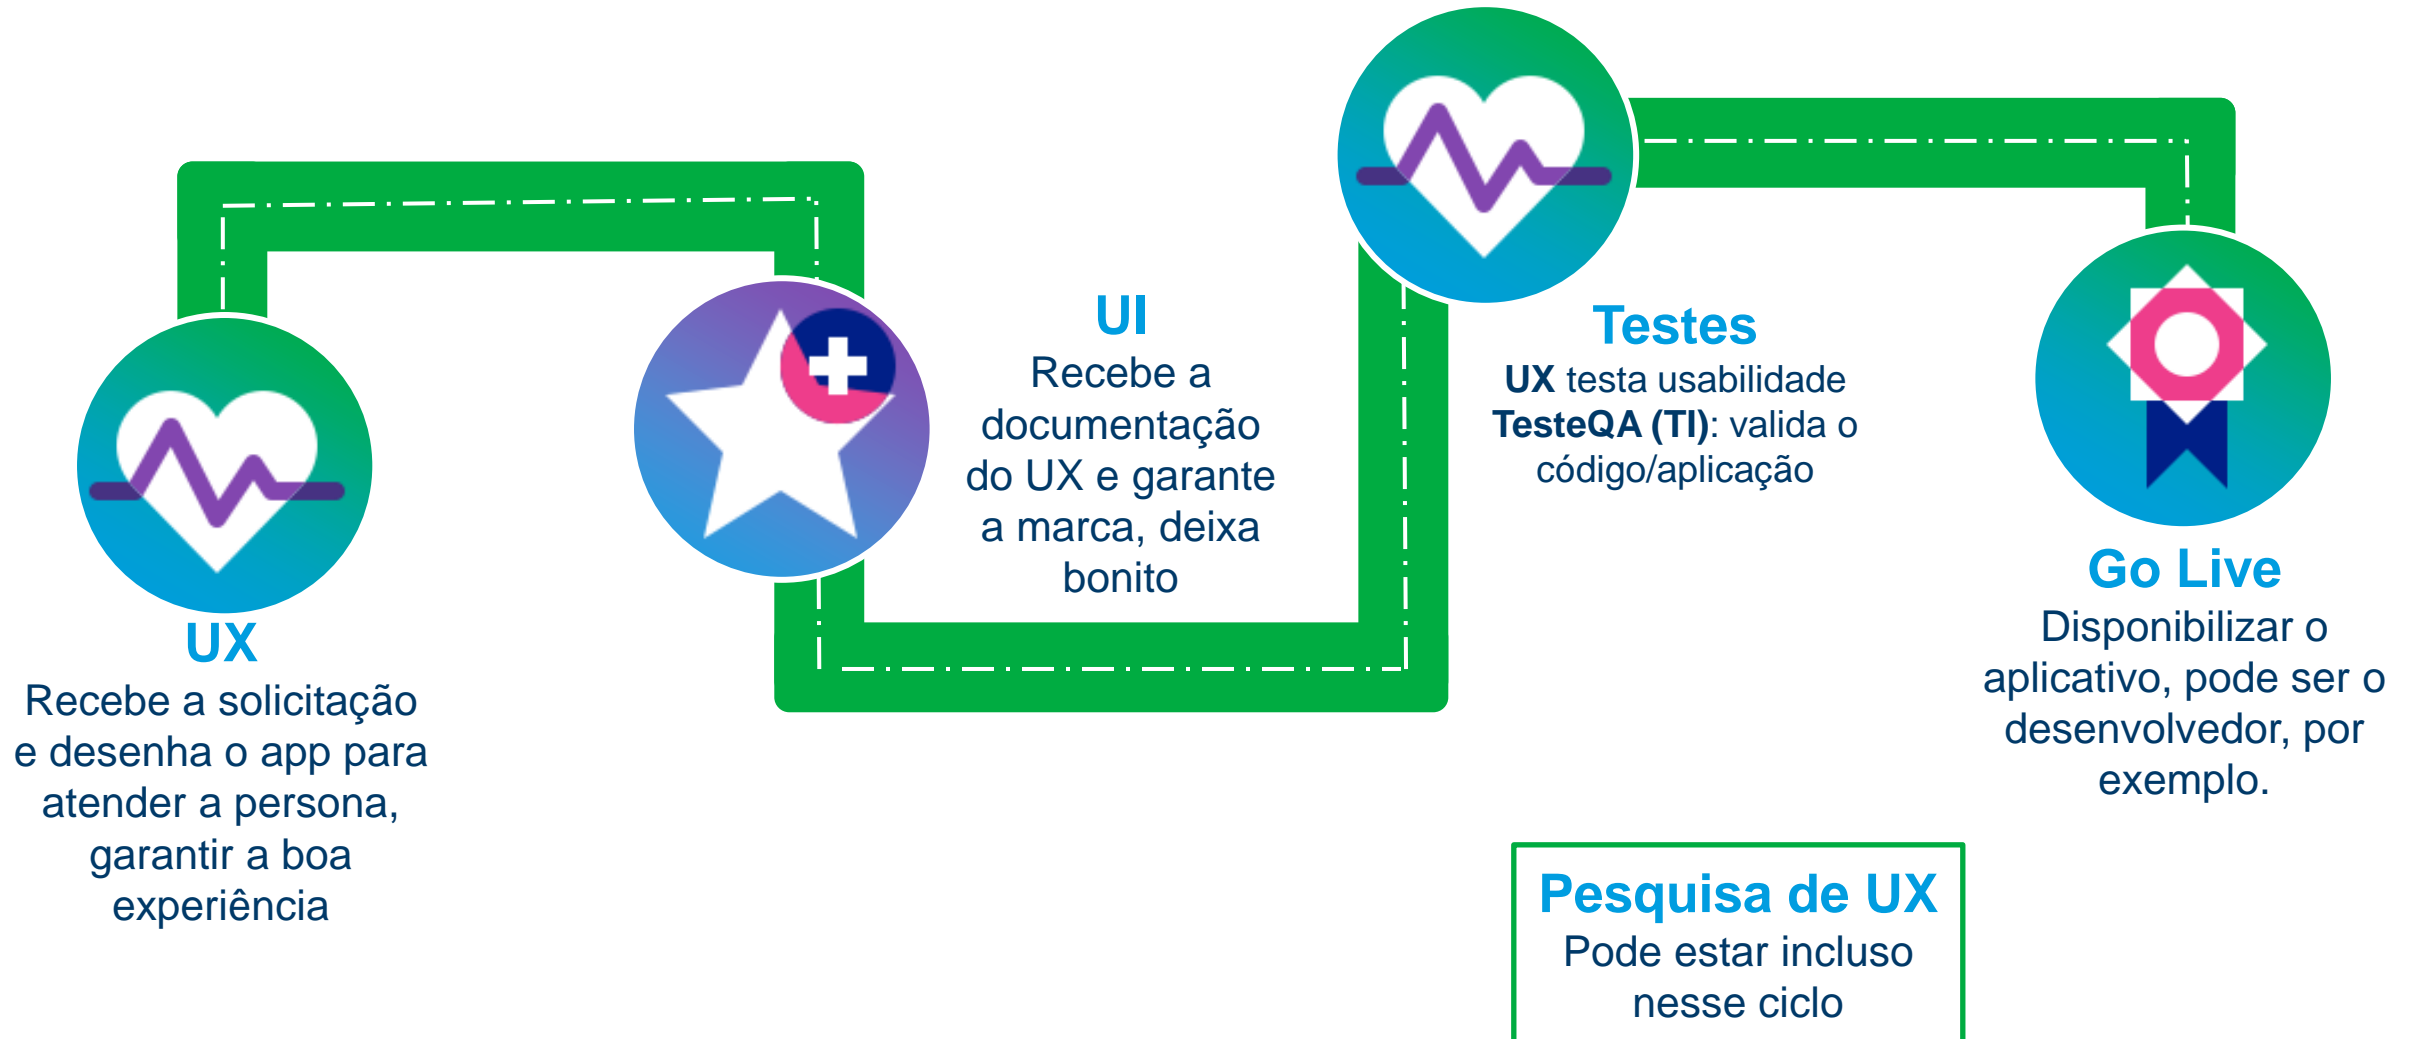 UX
Recebe a solicitação
e desenha o app para
atender a persona,
garantir a boa
experiência
UI
Recebe a
documentação
do UX e garante
a marca, deixa
bonito
Testes
UX testa usabilidade
TesteQA (TI): valida o
código/aplicação
Go Live
Disponibilizar o
aplicativo, pode ser o
desenvolvedor, por
exemplo.
Pesquisa de UX
Pode estar incluso
nesse ciclo